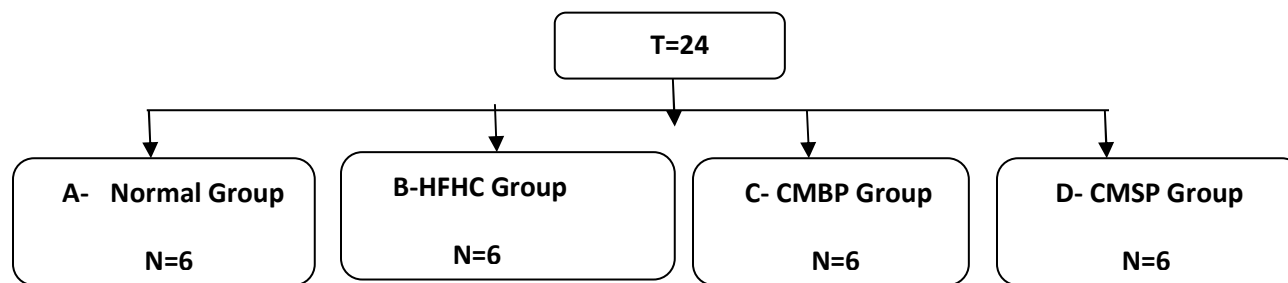 T=24
A- Normal Group
N=6
B-HFHC Group
N=6
C- CMBP Group
N=6
D- CMSP Group
N=6